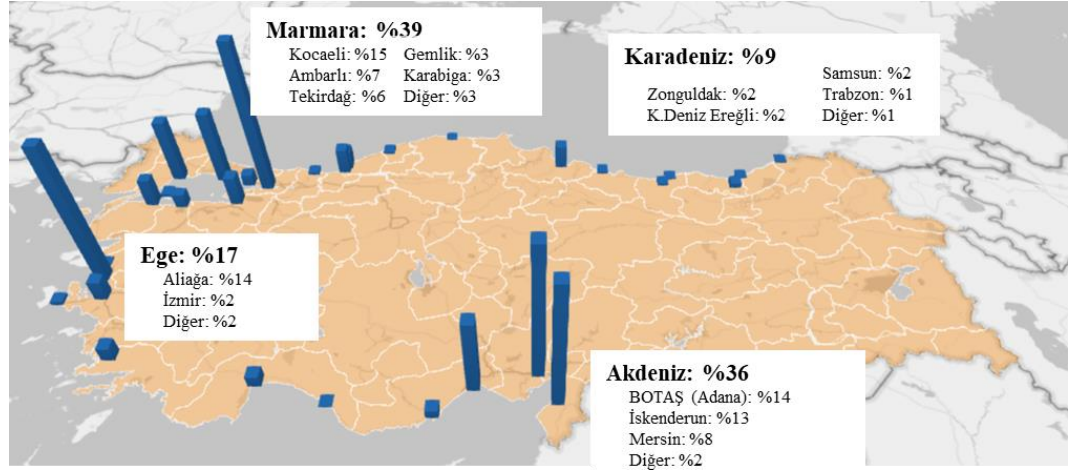 Marmara: %39
Kocaeli: %15 Gemlik: %3
Ambarlı: %7 Karabiga: %3
Tekirdağ: %6 Diğer: %3
Karadeniz: %9
Samsun: %2
Zonguldak: %2 Trabzon: %1
K.Deniz Ereğli: %2 Diğer: %1
Ege: %17
Aliağa: %14
İzmir: %2
Diğer: %2
Akdeniz: %36
BOTAŞ (Adana): %14
İskenderun: %13
Mersin: %8
Diğer: %2